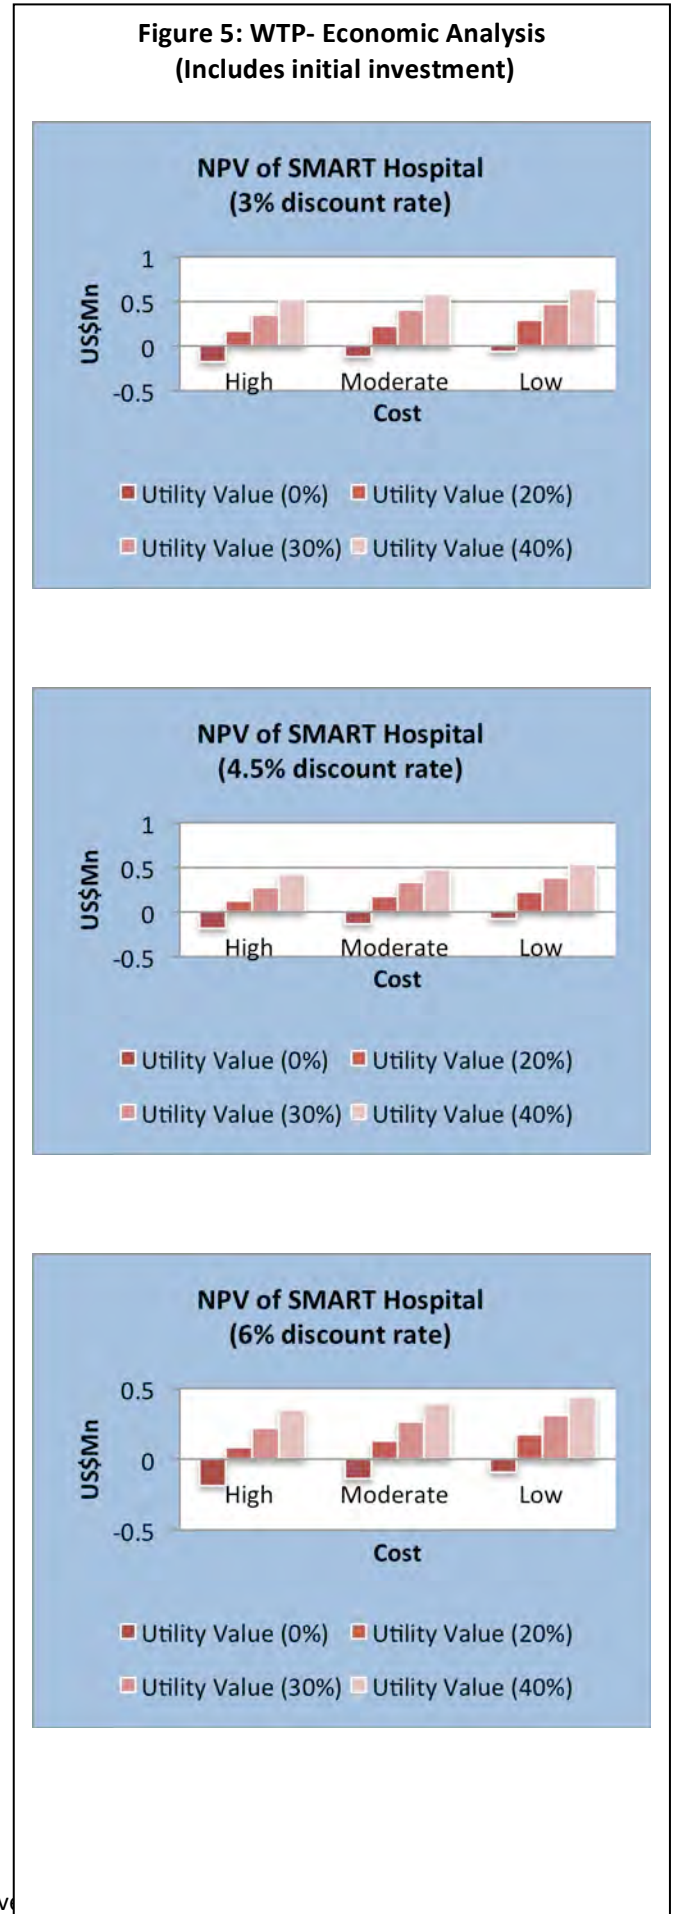 Figure 5: WTP- Economic Analysis
(Includes initial investment)
NPV of SMART Hospital
(3% discount rate)
1
0.5
0
-0.5
US$Mn
High Moderate Low
Cost
Utility Value (0%) Utility Value (20%)
Utility Value (30%) Utility Value (40%)
NPV of SMART Hospital
(4.5% discount rate)
1
0.5
0
-0.5
US$Mn
High Moderate Low
Cost
Utility Value (0%) Utility Value (20%)
Utility Value (30%) Utility Value (40%)
NPV of SMART Hospital
(6% discount rate)
0.5
0
-0.5
US$Mn
High Moderate Low
Cost
Utility Value (0%) Utility Value (20%)
Utility Value (30%) Utility Value (40%)